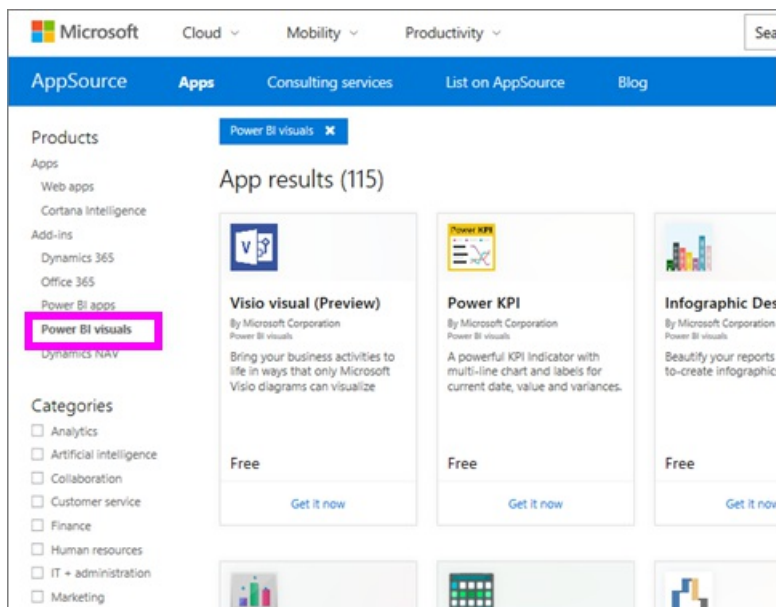 Microsoft
Cloud
Mobility
Productivity
Sea
AppSource
Apps
Consulting services
List on AppSource
Blog
Products
Apps
Web apps
Cortana Intelligence
Add-ins
Dynamics 365
Office 365
Power BI apps
Power BI visuals
Dynamics NAV
Categories
Analytics
Artificial intelligence
Collaboration
Customer service
Finance
Human resources
IT + administration
Marketing
Power BI visuals ✖
App results (115)
Visio visual (Preview)
By Microsoft Corporation
Power BI visuals
Bring your business activities to
life in ways that only Microsoft
Visio diagrams can visualize
Free
Get it now
Power KPI
Power KPI
By Microsoft Corporation
Power BI visuals
A powerful KPI Indicator with
multi-line chart and labels for
current date, value and variances.
Free
Get it now
Infographic Des
By Microsoft Corporation
Power BI visuals
Beautify your reports
to-create infographic
Free
Get it now